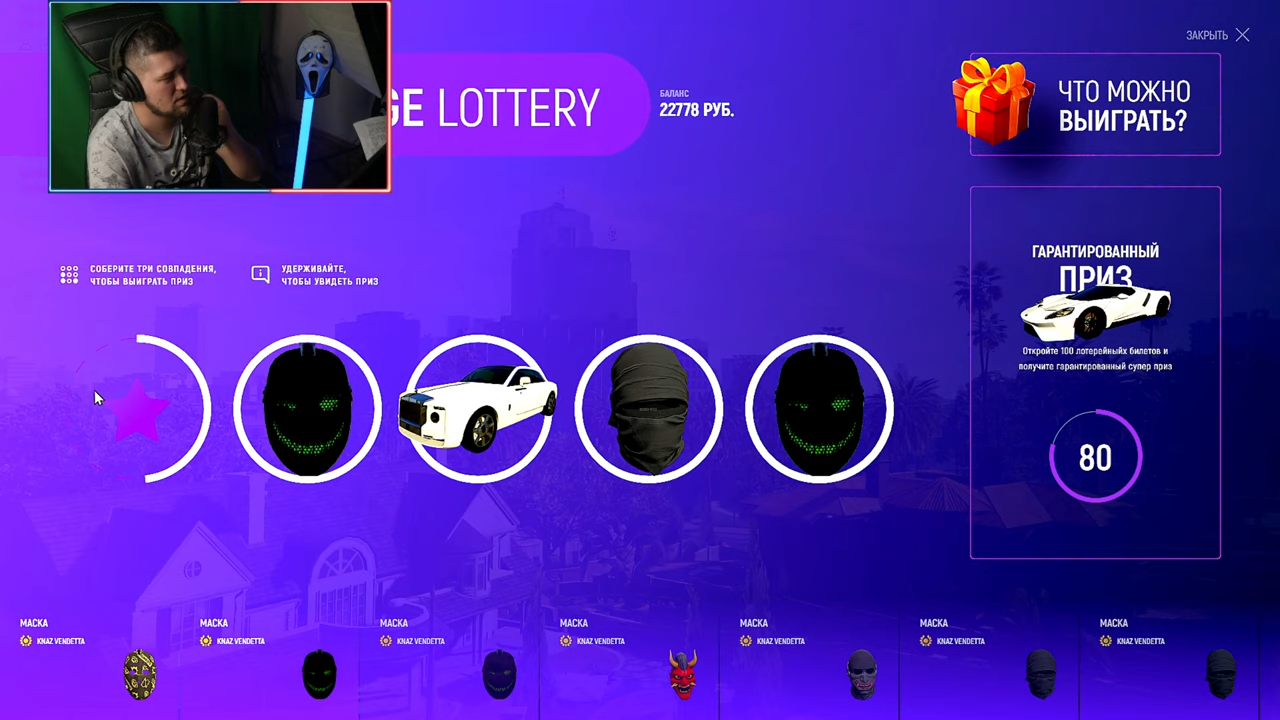 ЗАКРЫТЬ
GE LOTTERY
БАЛАНС
22778 РУБ.
ЧТО МОЖНО
ВЫИГРАТЬ?
СОБЕРИТЕ ТРИ СОВПАДЕНИЯ,
ЧТОБЫ ВЫИГРАТЬ ПРИЗ
УДЕРЖИВАЙТЕ,
ЧТОБЫ УВИДЕТЬ ПРИЗ
ГАРАНТИРОВАННЫЙ
ПРИЗ
Откройте 100 лотерейныйх билетов и
получите гарантированный супер приз
80
МАСКА
KNAZ VENDETTA
МАСКА
KNAZ VENDETTA
МАСКА
KNAZ VENDETTA
МАСКА
KNAZ VENDETTA
МАСКА
KNAZ VENDETTA
МАСКА
KNAZ VENDETTA
МАСКА
KNAZ VENDETTA